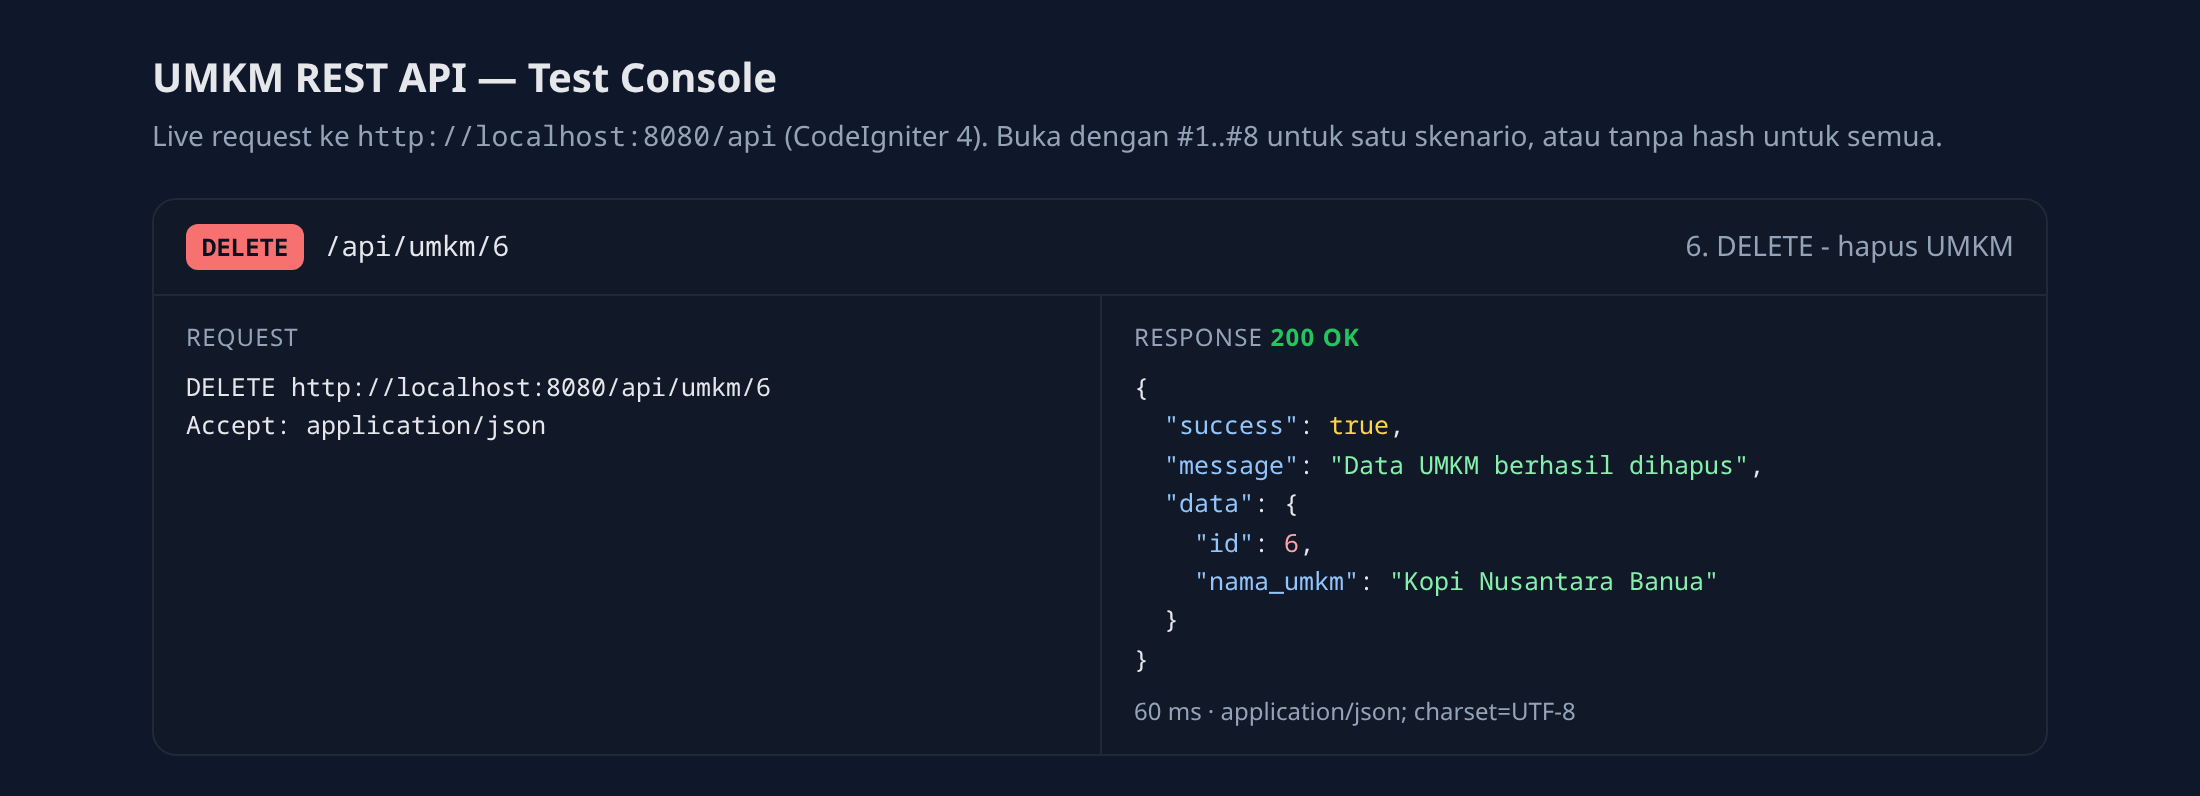 UMKM REST API — Test Console
Live request ke http://localhost:8080/api (CodeIgniter 4). Buka dengan #1..#8 untuk satu skenario, atau tanpa hash untuk semua.
DELETE /api/umkm/6
6. DELETE - hapus UMKM
REQUEST
DELETE http://localhost:8080/api/umkm/6
Accept: application/json
RESPONSE 200 OK
{
  "success": true,
  "message": "Data UMKM berhasil dihapus",
  "data": {
    "id": 6,
    "nama_umkm": "Kopi Nusantara Banua"
  }
}
60 ms · application/json; charset=UTF-8